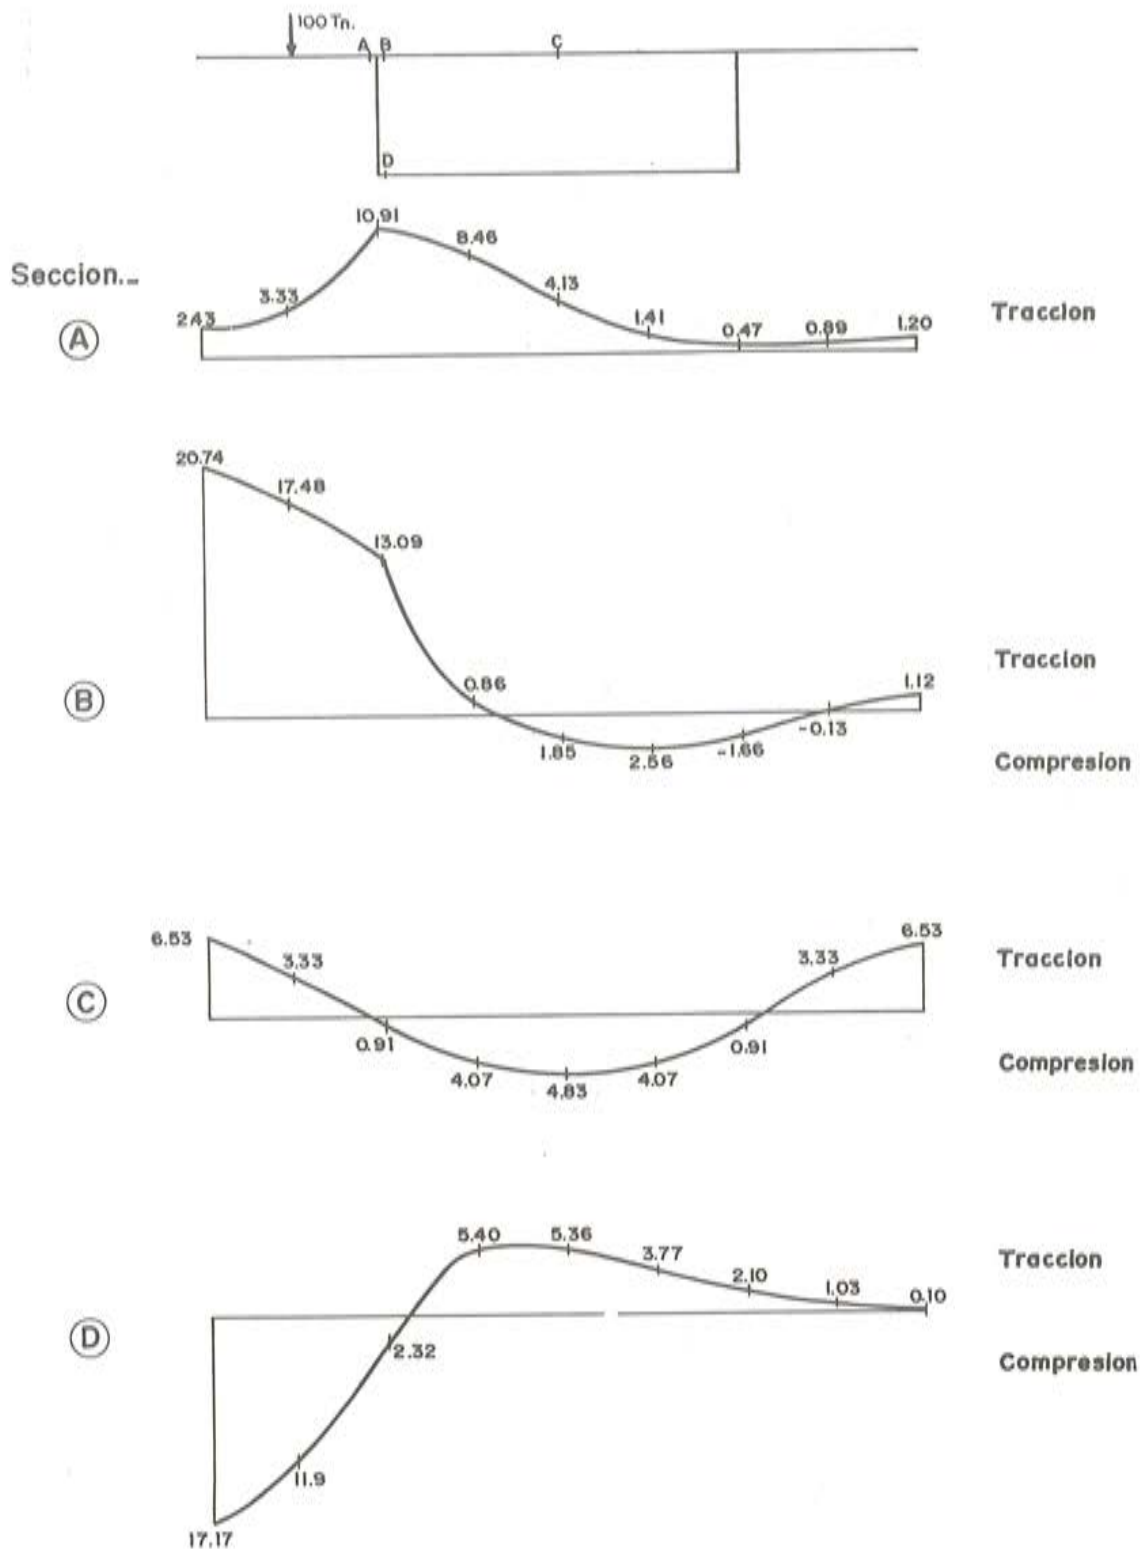 100 Tn.
A B C
D
Seccion...
A
2.43 3.33 10.91 8.46 4.13 1.41 0.47 0.89 1.20
Traccion
B
20.74 17.48 13.09 0.86 1.85 2.56 -1.66 -0.13 1.12
Traccion
Compresion
C
6.53 3.33 0.91 4.07 4.83 4.07 0.91 3.33 6.53
Traccion
Compresion
D
17.17 11.9 2.32 5.40 5.36 3.77 2.10 1.03 0.10
Traccion
Compresion